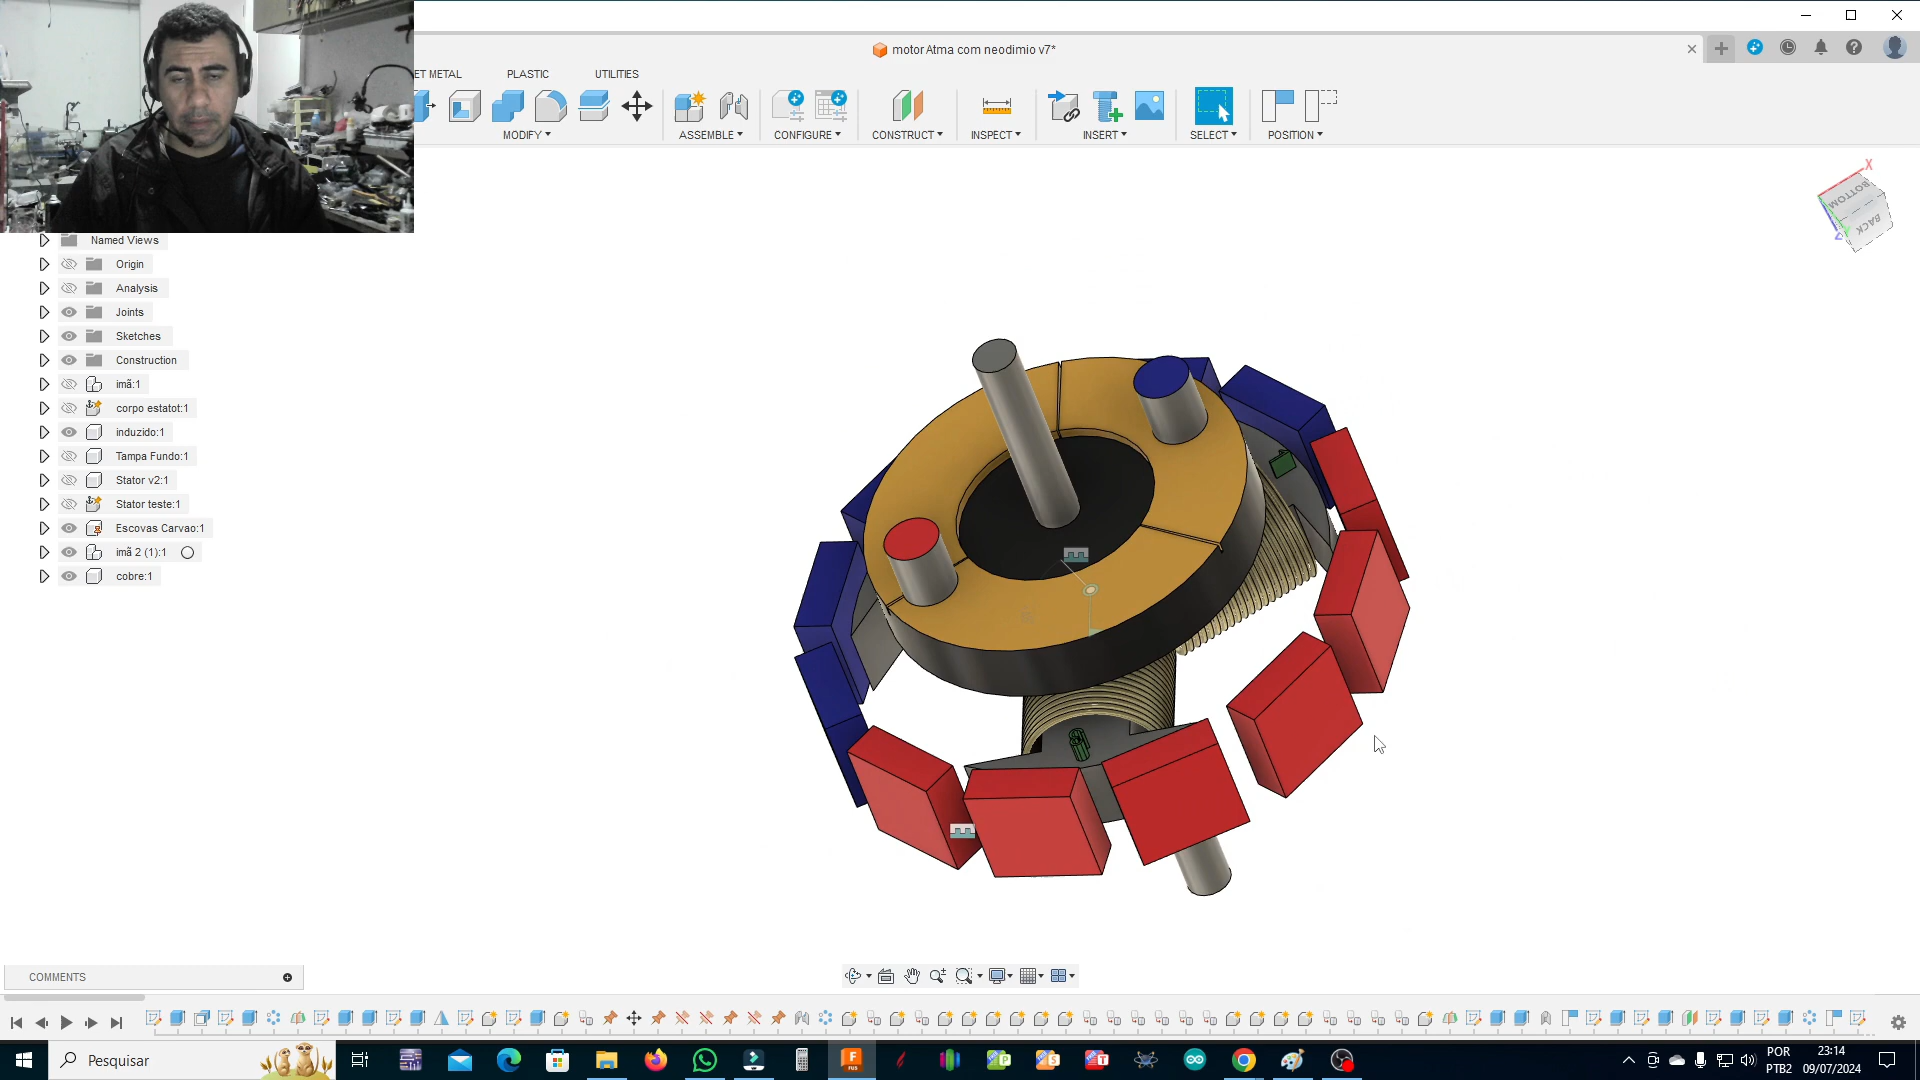 motor Atma com neodimio v7*
ET METAL
PLASTIC
UTILITIES
MODIFY
ASSEMBLE
CONFIGURE
CONSTRUCT
INSPECT
INSERT
SELECT
POSITION
X
BOTTOM
BACK
Z
Named Views
Origin
Analysis
Joints
Sketches
Construction
imã:1
corpo estatot:1
induzido:1
Tampa Fundo:1
Stator v2:1
Stator teste:1
Escovas Carvao:1
imã 2 (1):1
cobre:1
COMMENTS
Pesquisar
POR
PTB2
23:14
09/07/2024